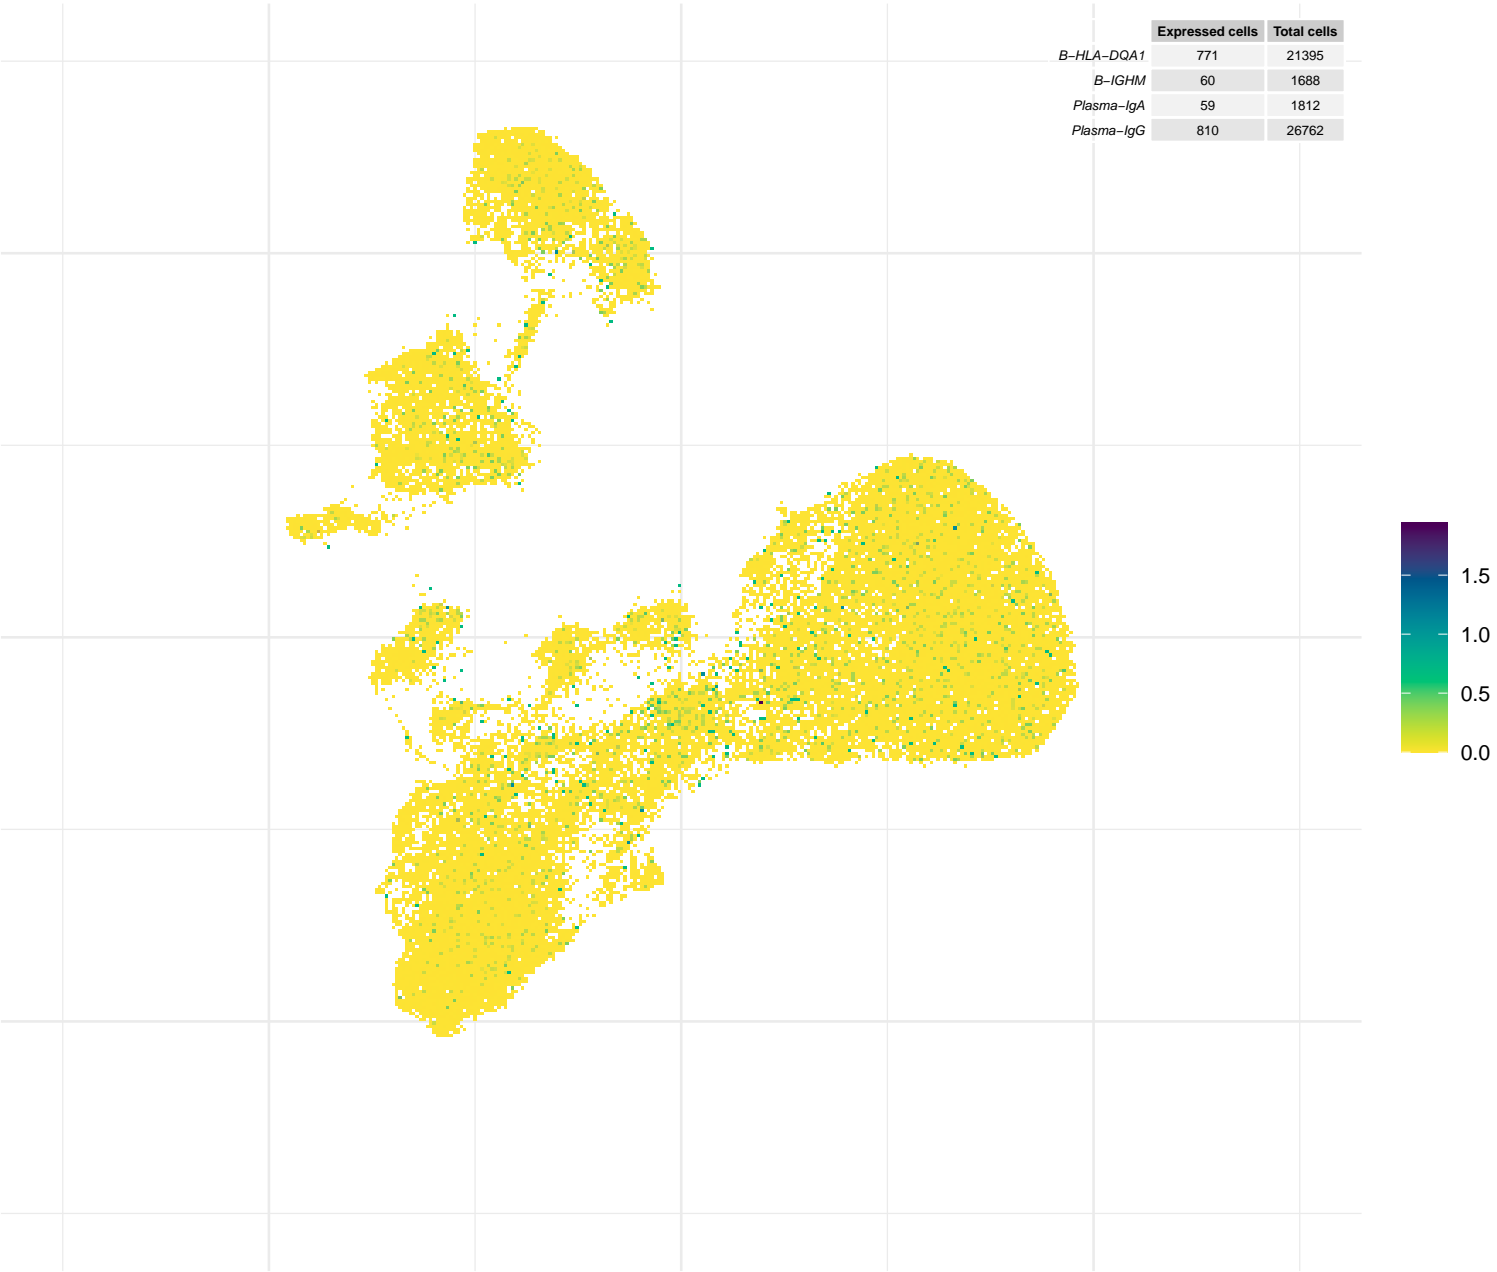 Expressed cells Total cells
B−HLA−DQA1 771 21395
B−IGHM 60 1688
Plasma−IgA 59 1812
Plasma−IgG 810 26762
1.5
1.0
0.5
0.0